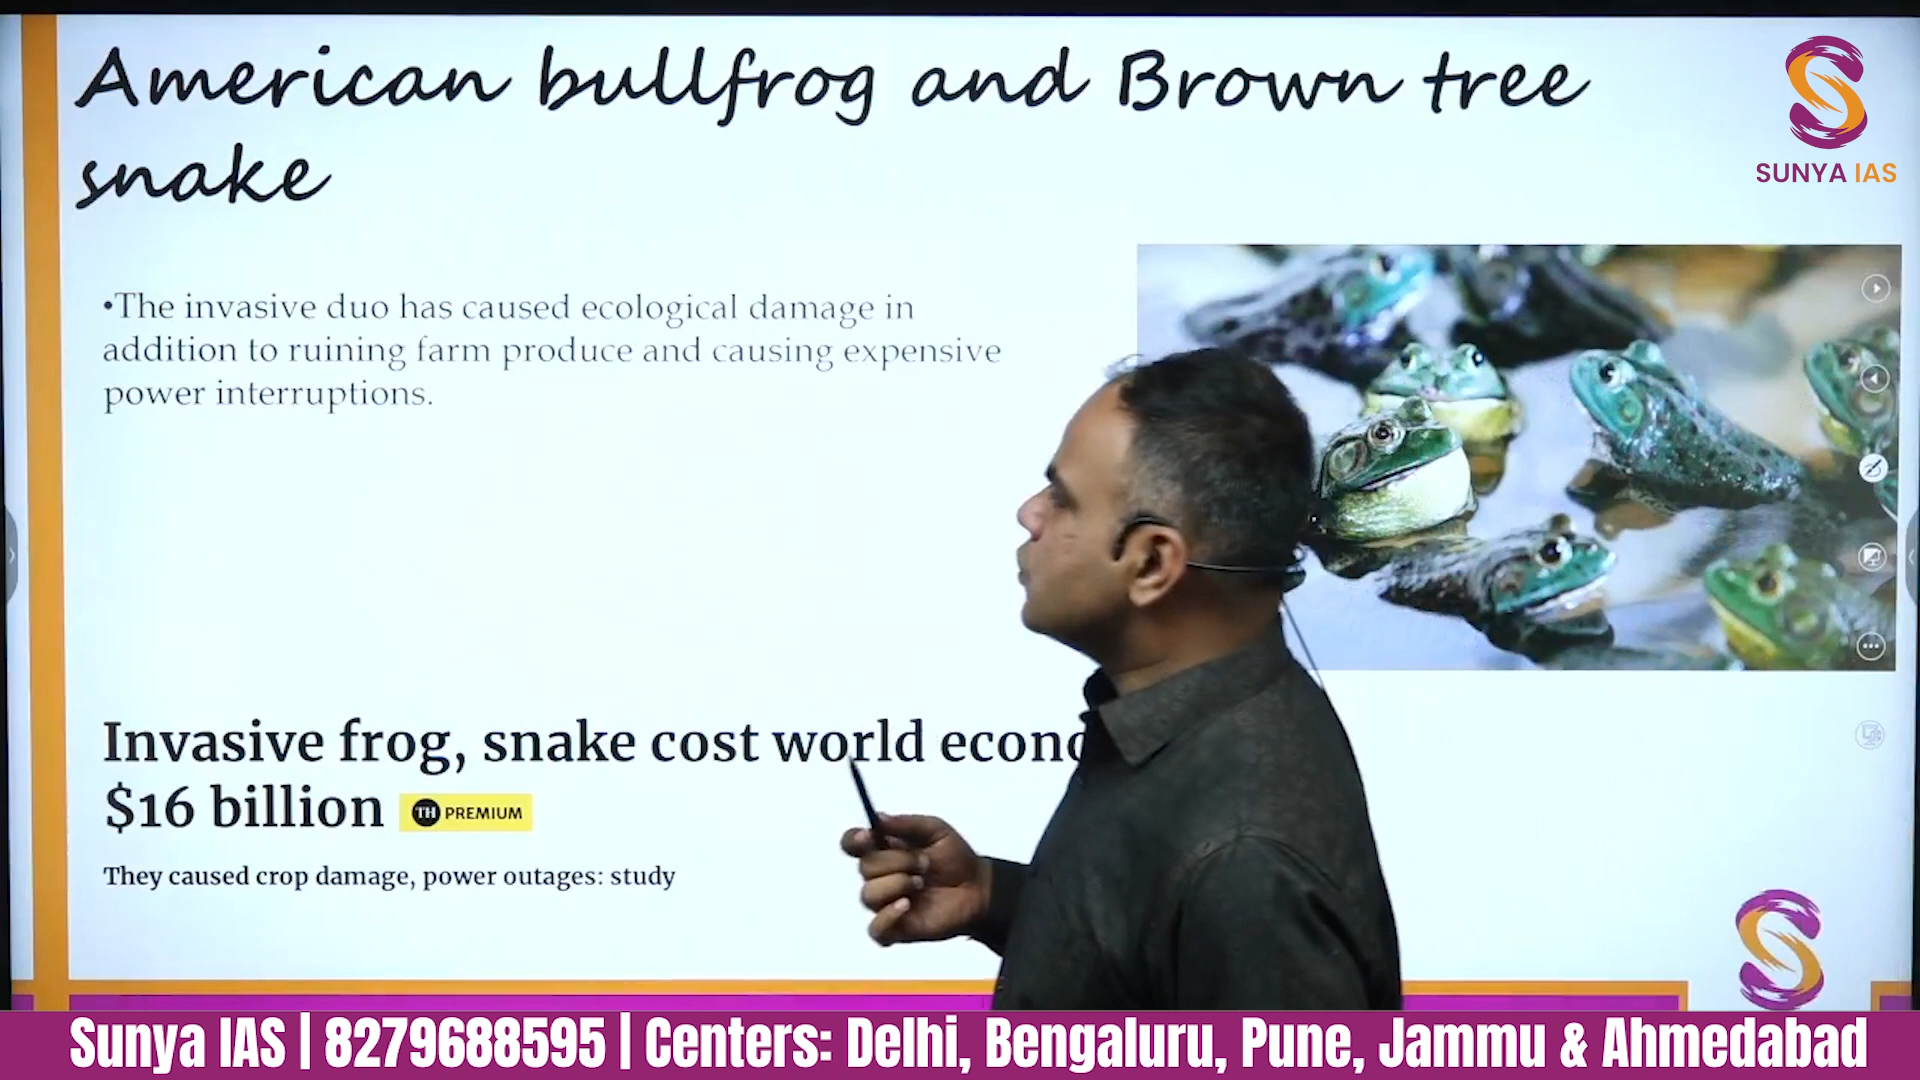 American bullfrog and Brown tree
snake
SUNYA IAS
•The invasive duo has caused ecological damage in
addition to ruining farm produce and causing expensive
power interruptions.
Invasive frog, snake cost world
$16 billion TH PREMIUM
They caused crop damage, power outages: study
Sunya IAS | 8279688595 | Centers: Delhi, Bengaluru, Pune, Jammu & Ahmedabad